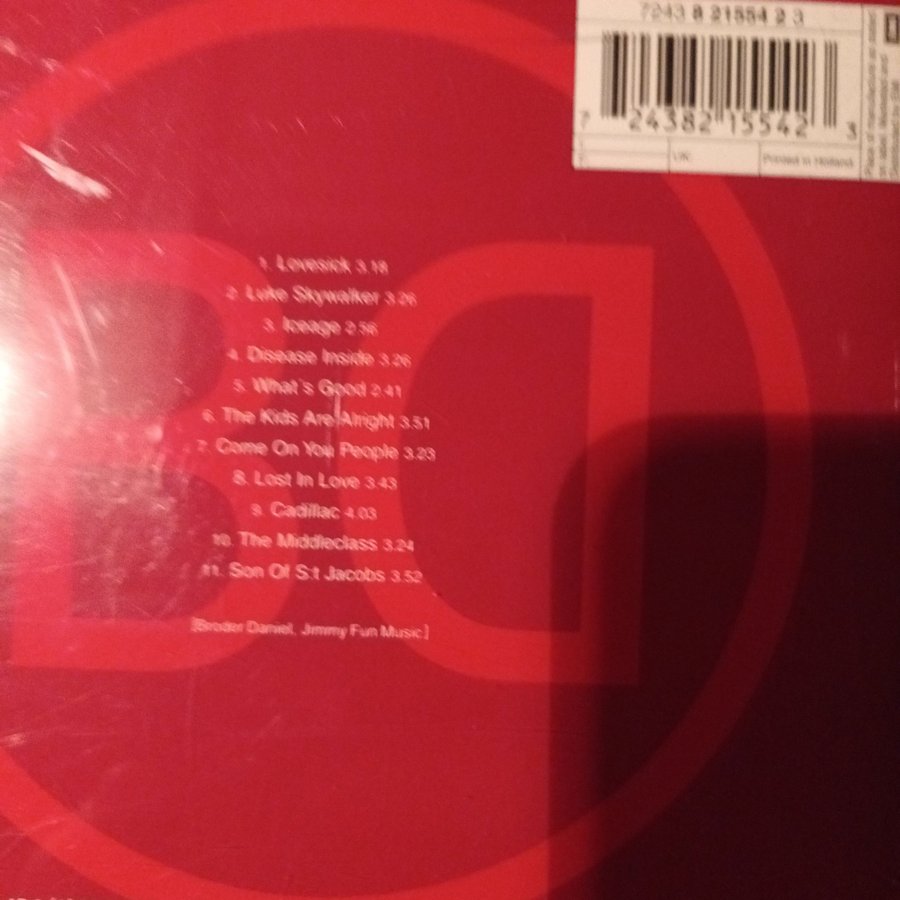 7243 8 21554 2 3
7 24382 15542 3
UK:
Printed in Holland
1. Lovesick 3.18
2. Luke Skywalker 3.26
3. Iceage 2.56
4. Disease Inside 3.26
5. What´s Good 2.41
6. The Kids Are Alright 3.51
7. Come On You People 3.23
8. Lost In Love 3.43
9. Cadillac 4.03
10. The Middleclass 3.24
11. Son Of S:t Jacobs 3.52
[Broder Daniel, Jimmy Fun Music]
BD